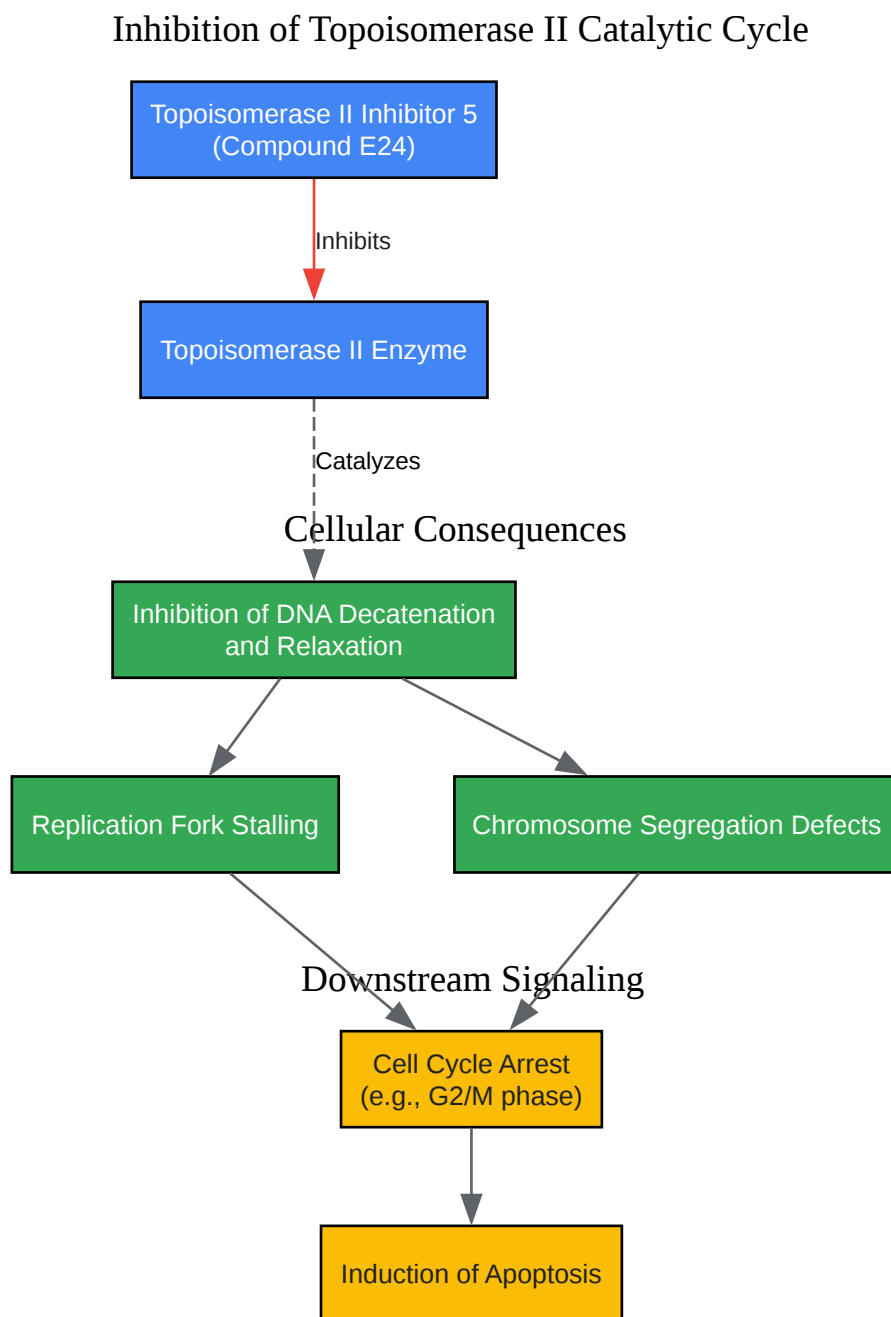 Inhibition of Topoisomerase II Catalytic Cycle
Topoisomerase II Inhibitor 5
(Compound E24)
Inhibits
Topoisomerase II Enzyme
Catalyzes
Cellular Consequences
Inhibition of DNA Decatenation
and Relaxation
Replication Fork Stalling
Chromosome Segregation Defects
Downstream Signaling
Cell Cycle Arrest
(e.g., G2/M phase)
Induction of Apoptosis